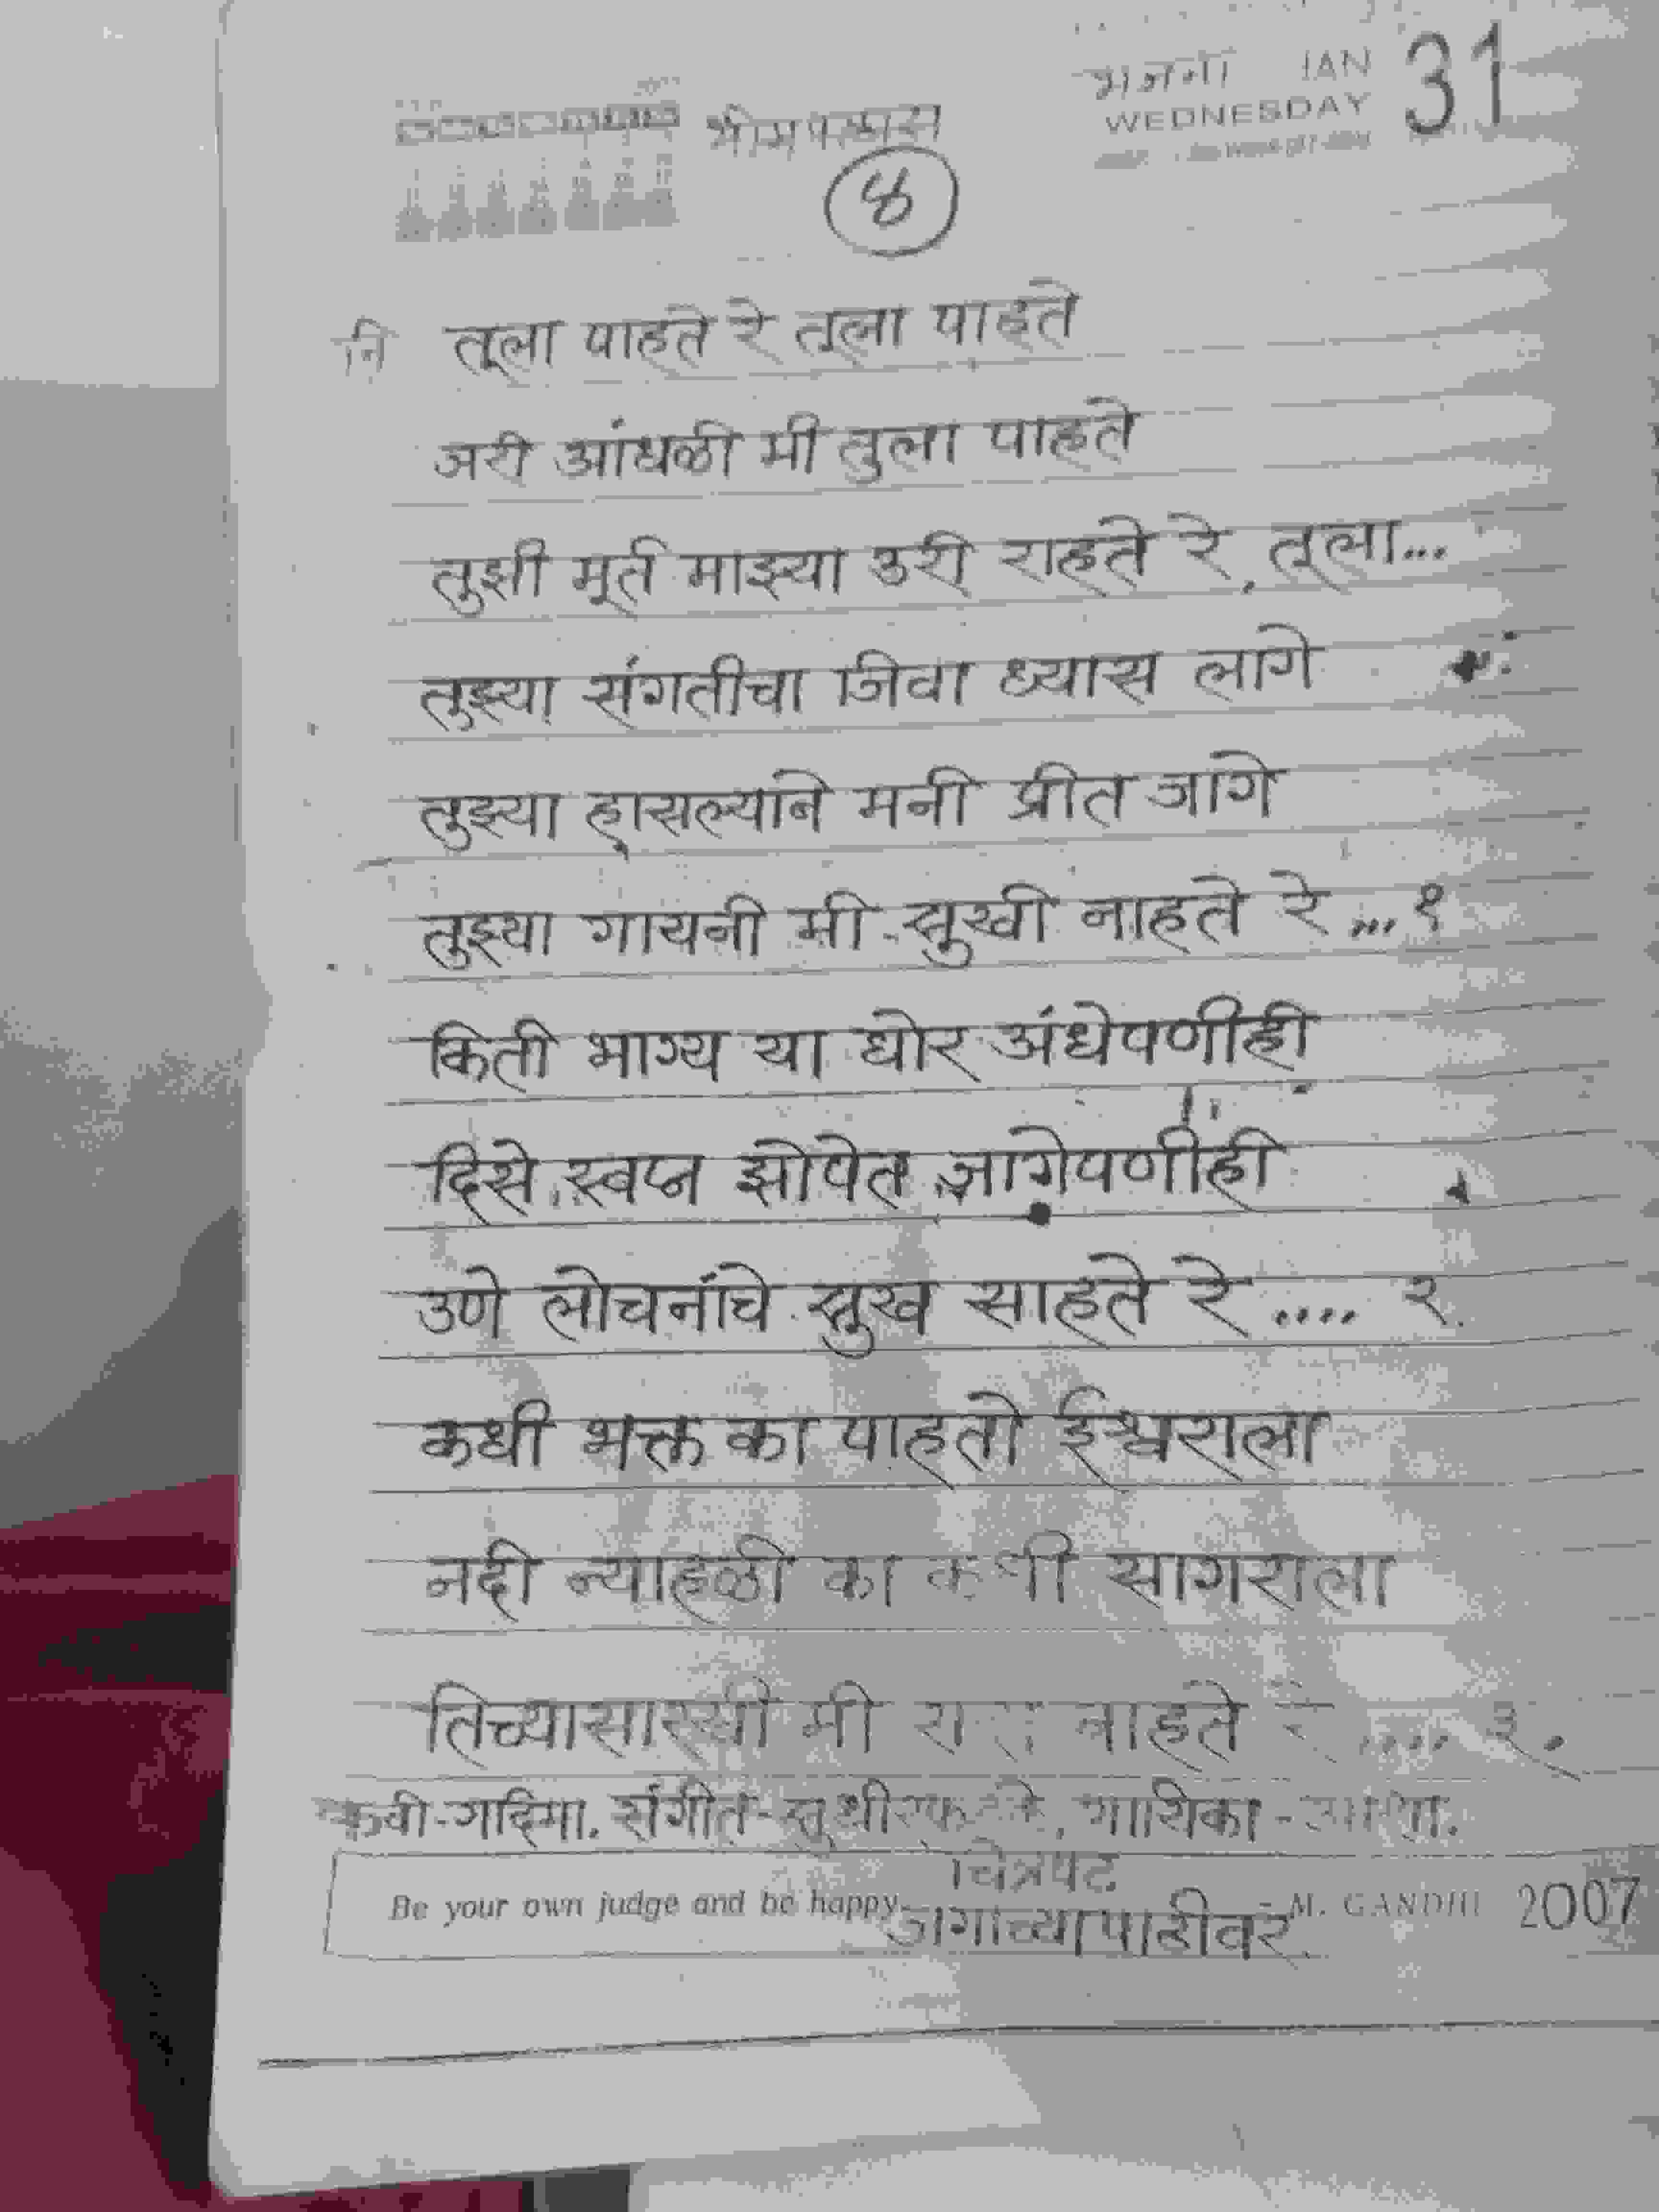 भजनी JAN 31
WEDNESDAY
भीमपलास
४
नि तूला पाहते रे तूला पाहते
जरी आंधळी मी तुला पाहते
तुझी मूर्त माझ्या उरी राहते रे, तूला...
तुझ्या संगतीचा जिवा ध्यास लागे
तुझ्या हासल्याने मनी प्रीत जागे
तुझ्या गायनी मी सुखी नाहते रे ... १
किती भाग्य या घोर अंधेपणीही
दिसे स्वप्न झोपेत जागेपणीही
उणे लोचनांचे सुख साहते रे .... २
कधी भक्त का पाहतो ईश्वराला
नदी न्याहळी का कधी सागराला
तिच्यासारखी मी वाहते रे .... ३.
कवी-गदिमा. संगीत-सुधीर फडके, गायिका - आशा.
चित्रपट
Be your own judge and be happy - M. GANDHI 2007
जगाच्या पाठीवर